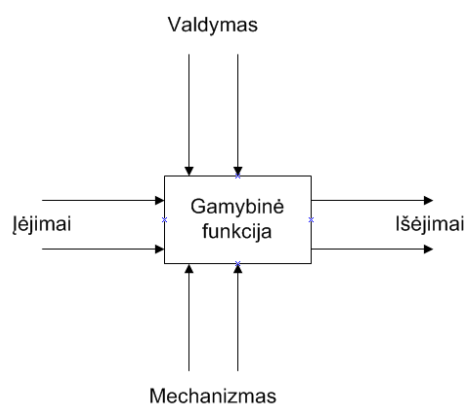 Valdymas
Įėjimai
Gamybinė
funkcija
Išėjimai
Mechanizmas